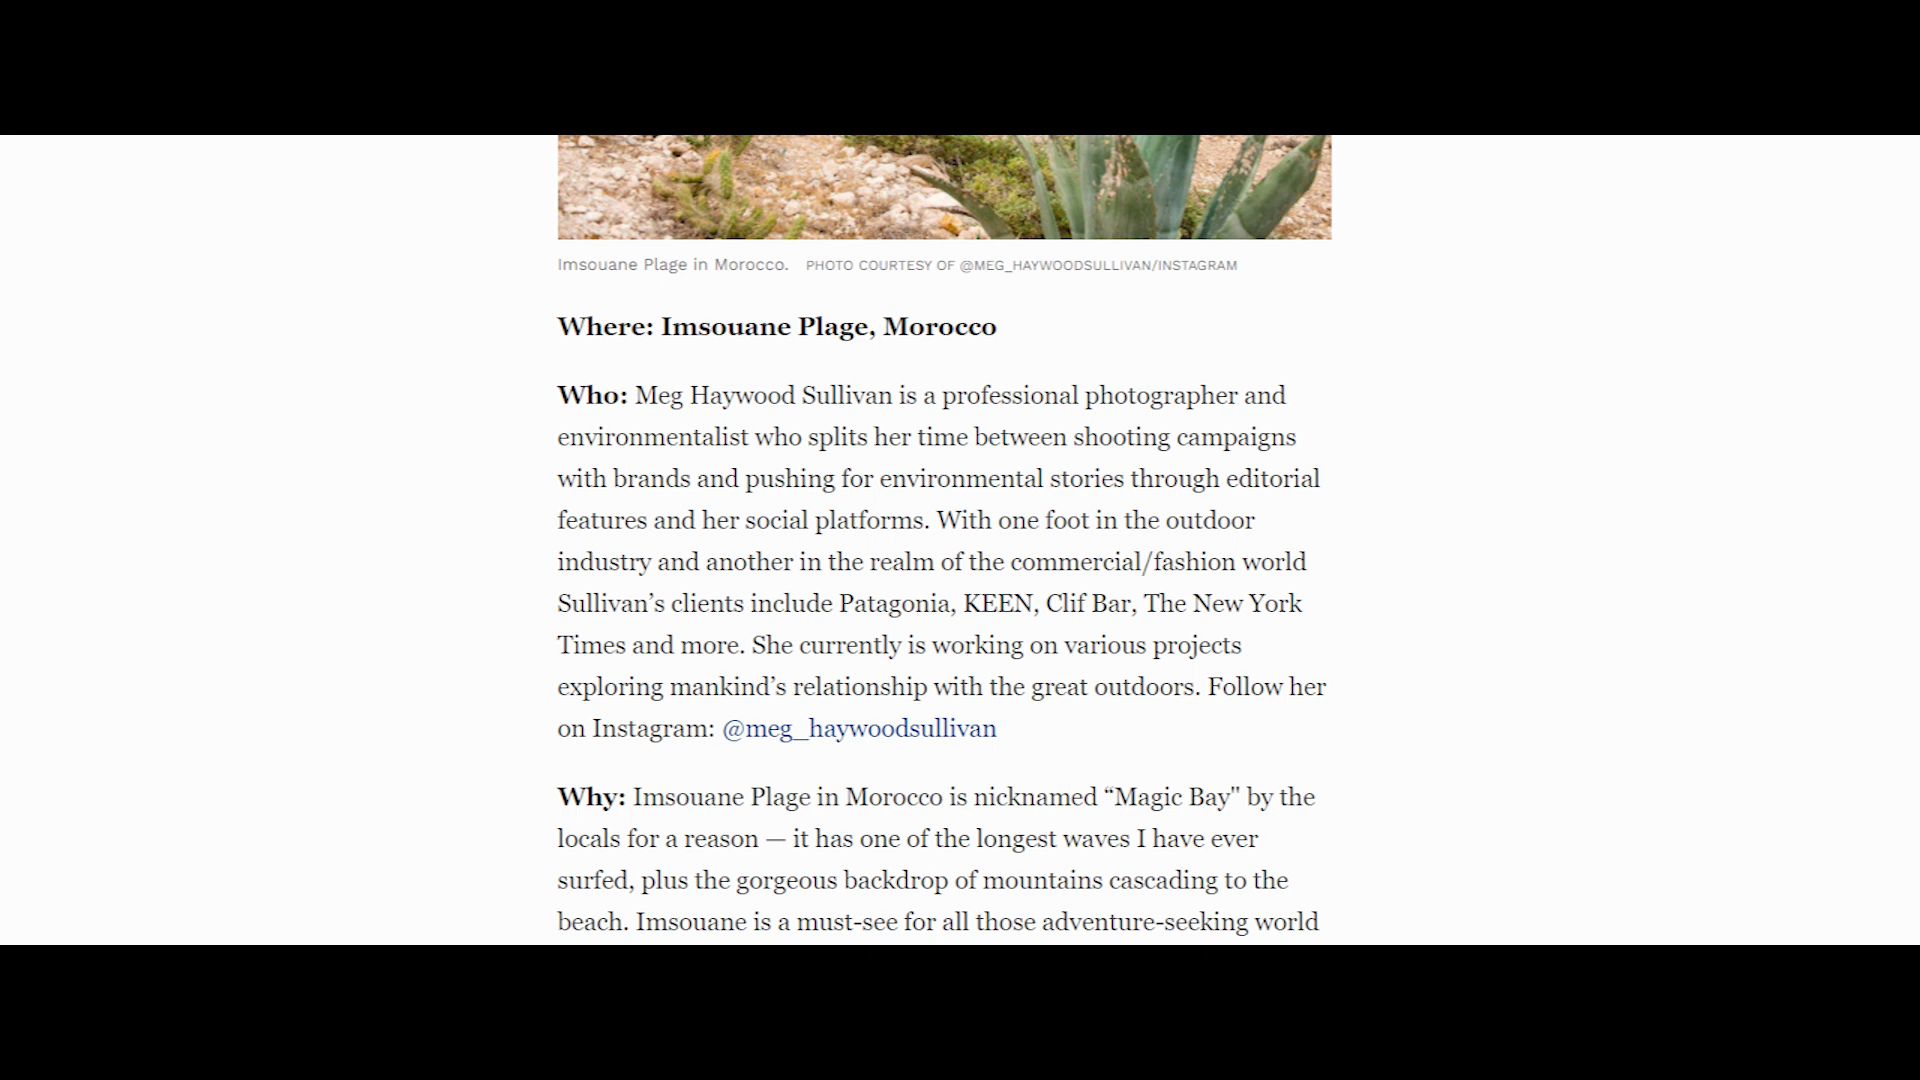 Imsouane Plage in Morocco. PHOTO COURTESY OF @MEG_HAYWOODSULLIVAN/INSTAGRAM
Where: Imsouane Plage, Morocco
Who: Meg Haywood Sullivan is a professional photographer and
environmentalist who splits her time between shooting campaigns
with brands and pushing for environmental stories through editorial
features and her social platforms. With one foot in the outdoor
industry and another in the realm of the commercial/fashion world
Sullivan’s clients include Patagonia, KEEN, Clif Bar, The New York
Times and more. She currently is working on various projects
exploring mankind’s relationship with the great outdoors. Follow her
on Instagram: @meg_haywoodsullivan
Why: Imsouane Plage in Morocco is nicknamed “Magic Bay" by the
locals for a reason — it has one of the longest waves I have ever
surfed, plus the gorgeous backdrop of mountains cascading to the
beach. Imsouane is a must-see for all those adventure-seeking world